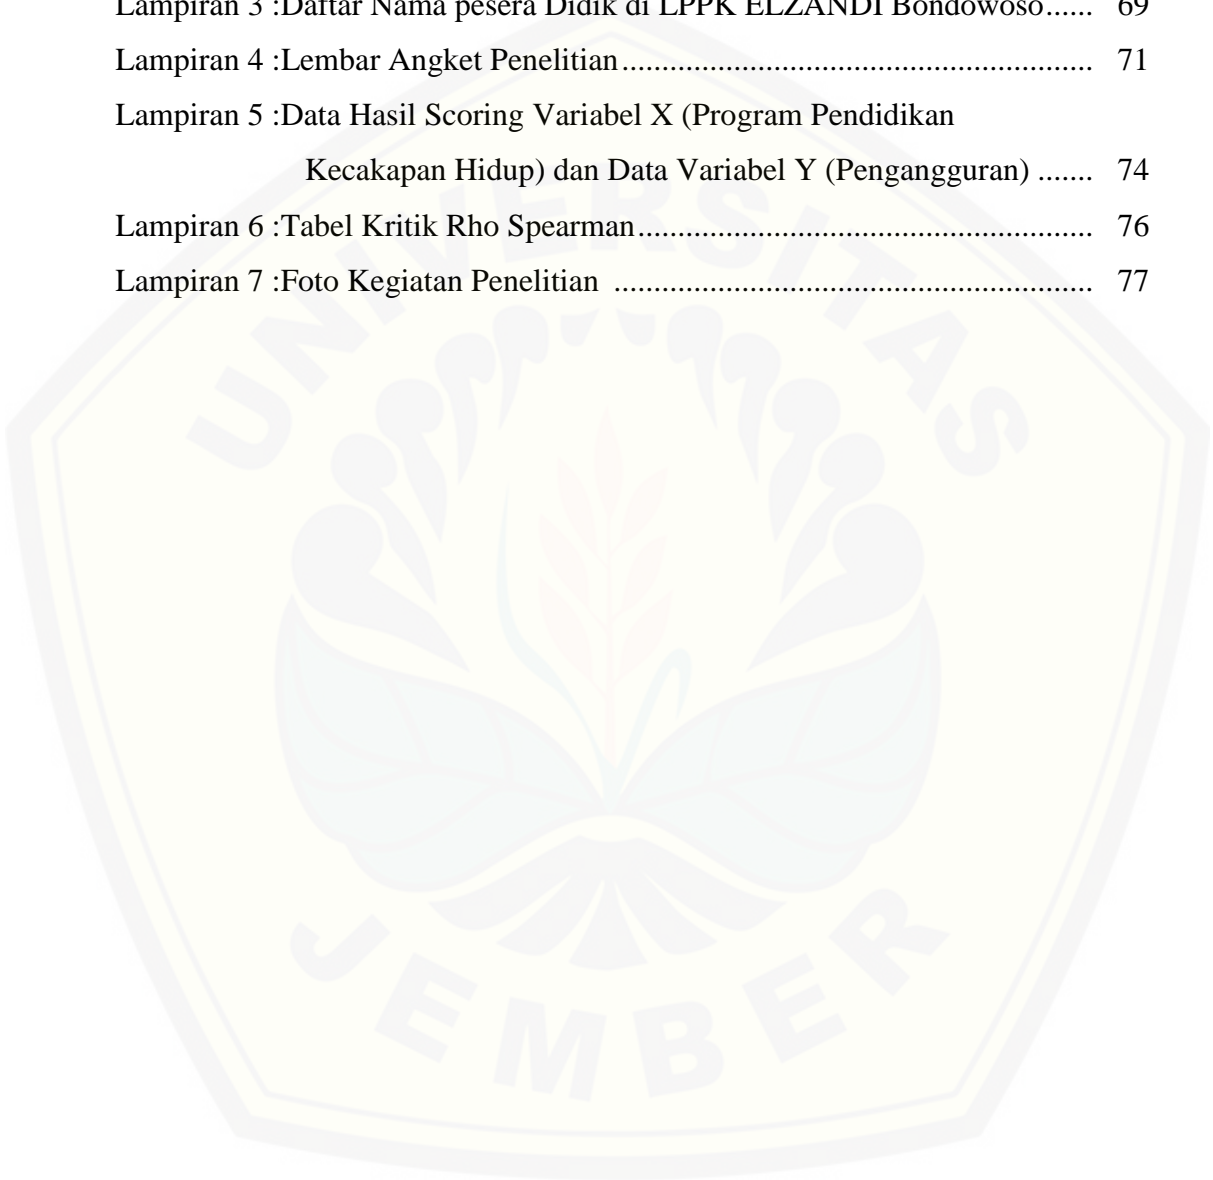 Lampiran 3 :Daftar Nama pesera Didik di LPPK ELZANDI Bondowoso...... 69
Lampiran 4 :Lembar Angket Penelitian........................................................... 71
Lampiran 5 :Data Hasil Scoring Variabel X (Program Pendidikan
Kecakapan Hidup) dan Data Variabel Y (Pengangguran) ....... 74
Lampiran 6 :Tabel Kritik Rho Spearman......................................................... 76
Lampiran 7 :Foto Kegiatan Penelitian ............................................................ 77
UNIVERSITAS
JEMBER